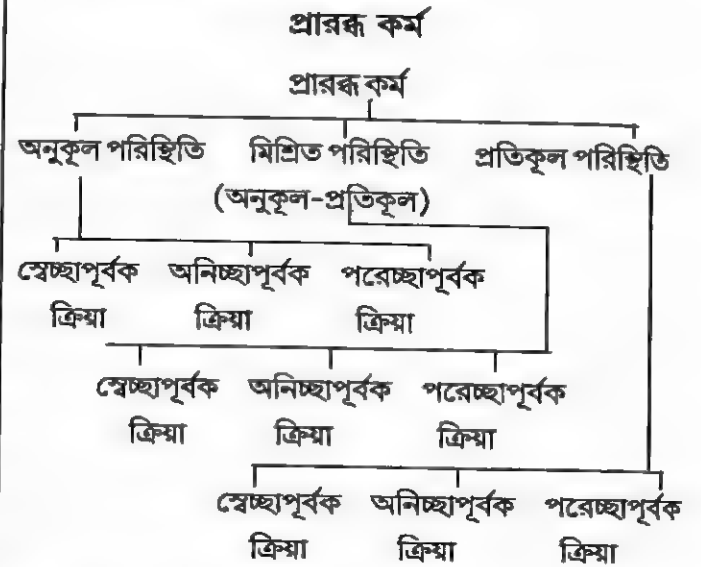 প্রারব্ধ কর্ম
প্রারব্ধ কর্ম
অনুকূল পরিস্থিতি মিশ্রিত পরিস্থিতি প্রতিকূল পরিস্থিতি
(অনুকূল-প্রতিকূল)
স্বেচ্ছাপূর্বক অনিচ্ছাপূর্বক পরেচ্ছাপূর্বক
ক্রিয়া ক্রিয়া ক্রিয়া
স্বেচ্ছাপূর্বক অনিচ্ছাপূর্বক পরেচ্ছাপূর্বক
ক্রিয়া ক্রিয়া ক্রিয়া
স্বেচ্ছাপূর্বক অনিচ্ছাপূর্বক পরেচ্ছাপূর্বক
ক্রিয়া ক্রিয়া ক্রিয়া